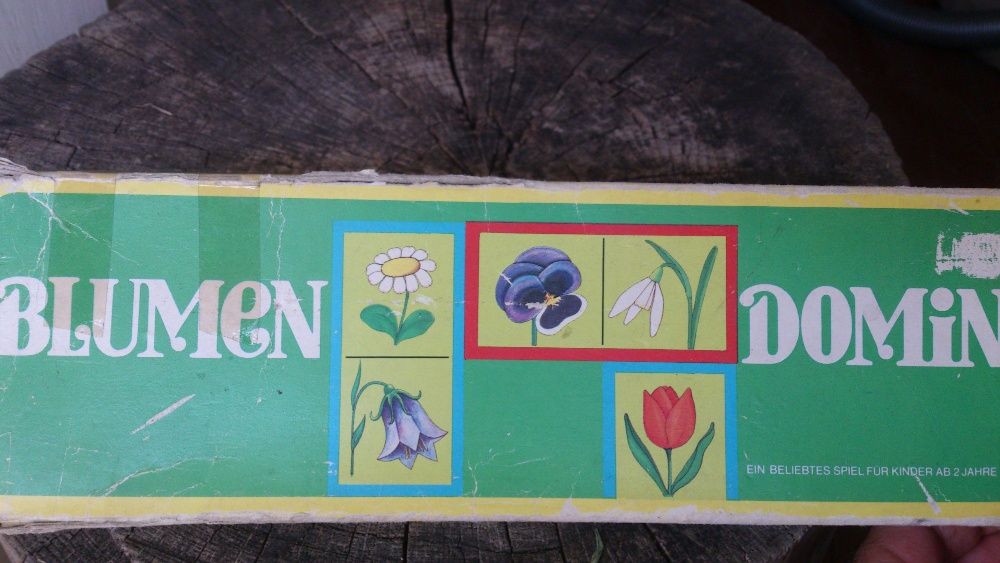 BLUMEN
DOMIN
EIN BELIEBTES SPIEL FÜR KINDER AB 2 JAHRE